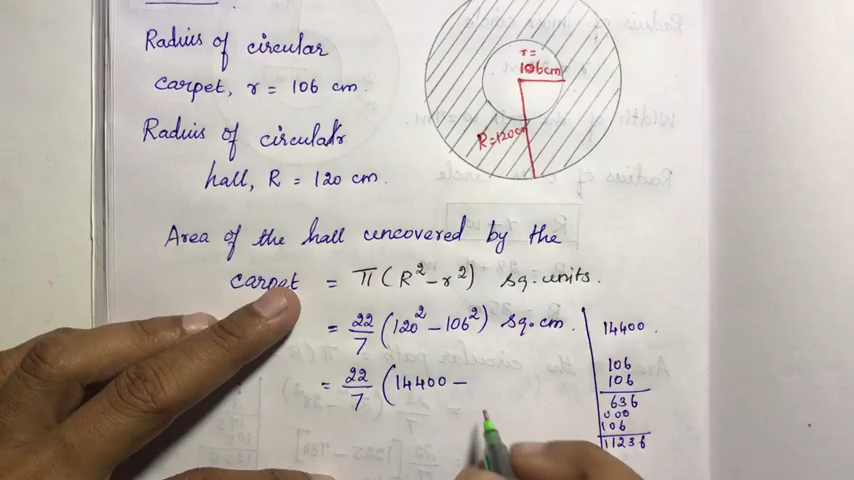 Radius of circular
carpet, r = 106 cm.
Radius of circular
hall, R = 120 cm.
r =
106cm
R=120cm
Area of the hall uncovered by the
carpet = π(R² - r²) sq.units.
= 22/7 (120² - 106²) sq.cm.
= 22/7 (14400 -
14400
106
106
636
000
106
11236